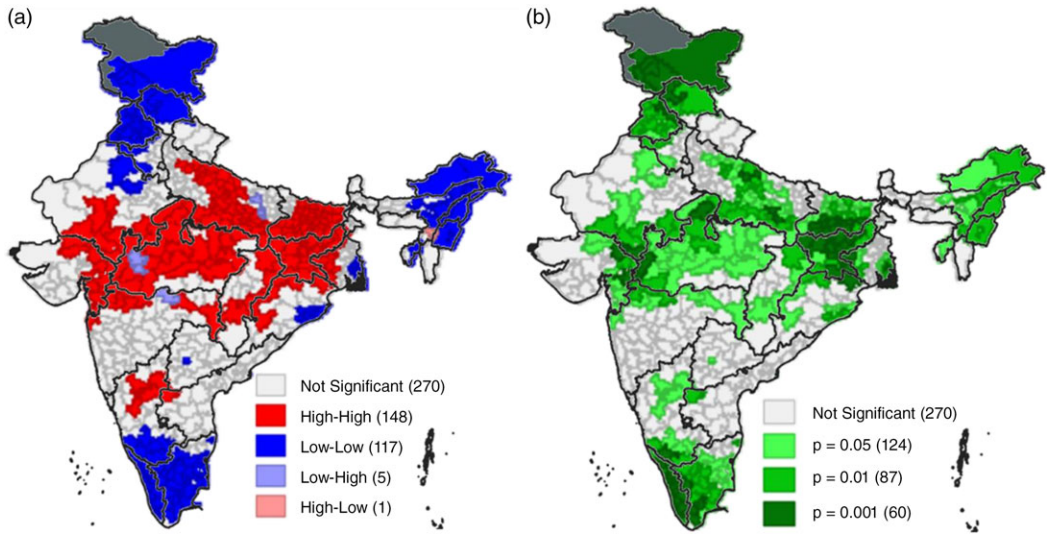 (a)
Not Significant (270)
High-High (148)
Low-Low (117)
Low-High (5)
High-Low (1)
(b)
Not Significant (270)
p = 0.05 (124)
p = 0.01 (87)
p = 0.001 (60)